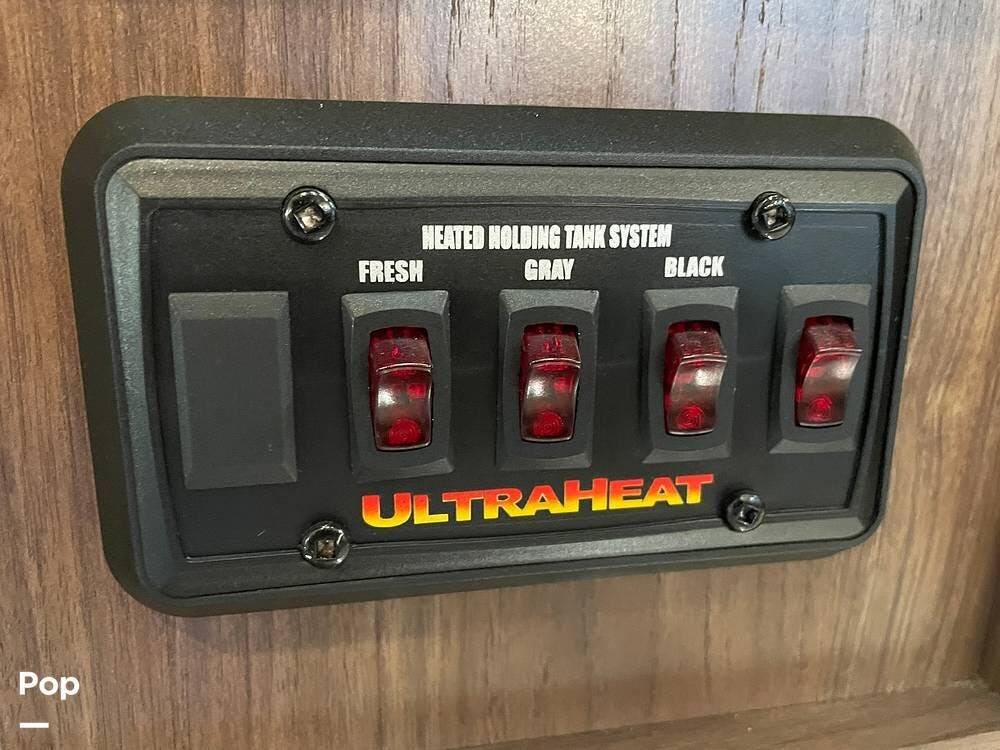 HEATED HOLDING TANK SYSTEM
FRESH GRAY BLACK
ULTRAHEAT
Pop